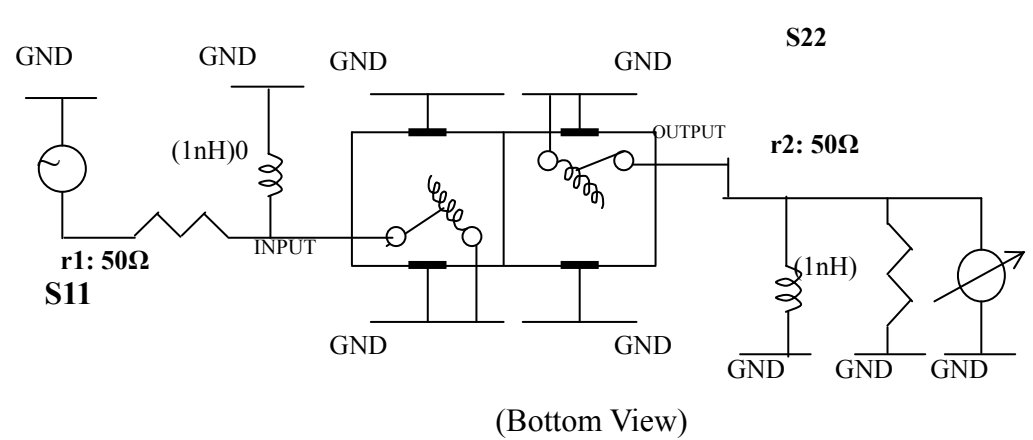 S22
GND
GND
GND
GND
OUTPUT
r2: 50Ω
(1nH)0
INPUT
r1: 50Ω
S11
(1nH)
GND
GND
GND
GND
GND
(Bottom View)